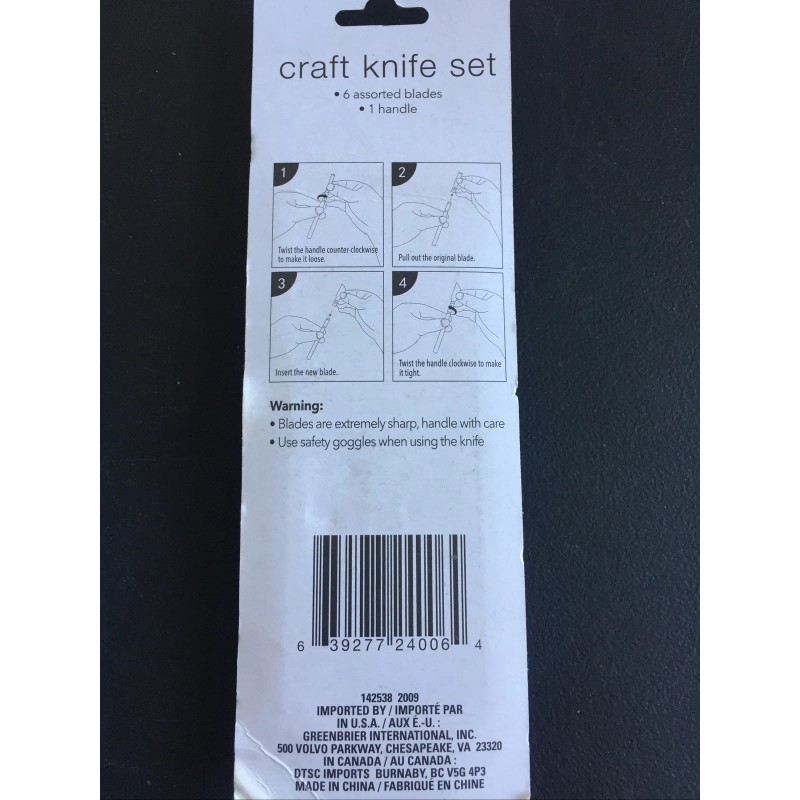 craft knife set
• 6 assorted blades
• 1 handle
1
Twist the handle counter-clockwise
to make it loose.
2
Pull out the original blade.
3
Insert the new blade.
4
Twist the handle clockwise to make
it tight.
Warning:
• Blades are extremely sharp, handle with care
• Use safety goggles when using the knife
6 39277 24006 4
142538 2009
IMPORTED BY / IMPORTÉ PAR
IN U.S.A. / AUX É.-U. :
GREENBRIER INTERNATIONAL, INC.
500 VOLVO PARKWAY, CHESAPEAKE, VA 23320
IN CANADA / AU CANADA :
DTSC IMPORTS BURNABY, BC V5G 4P3
MADE IN CHINA / FABRIQUÉ EN CHINE